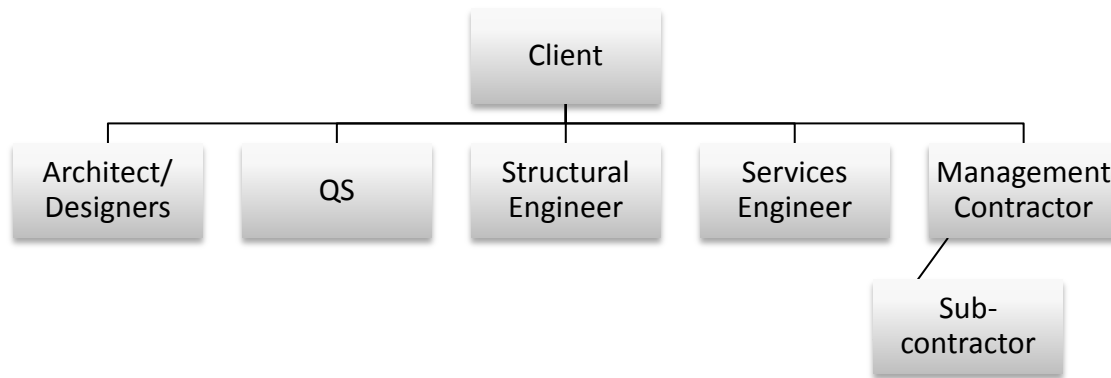 Client
Architect/
Designers
QS
Structural
Engineer
Services
Engineer
Management
Contractor
Sub-
contractor